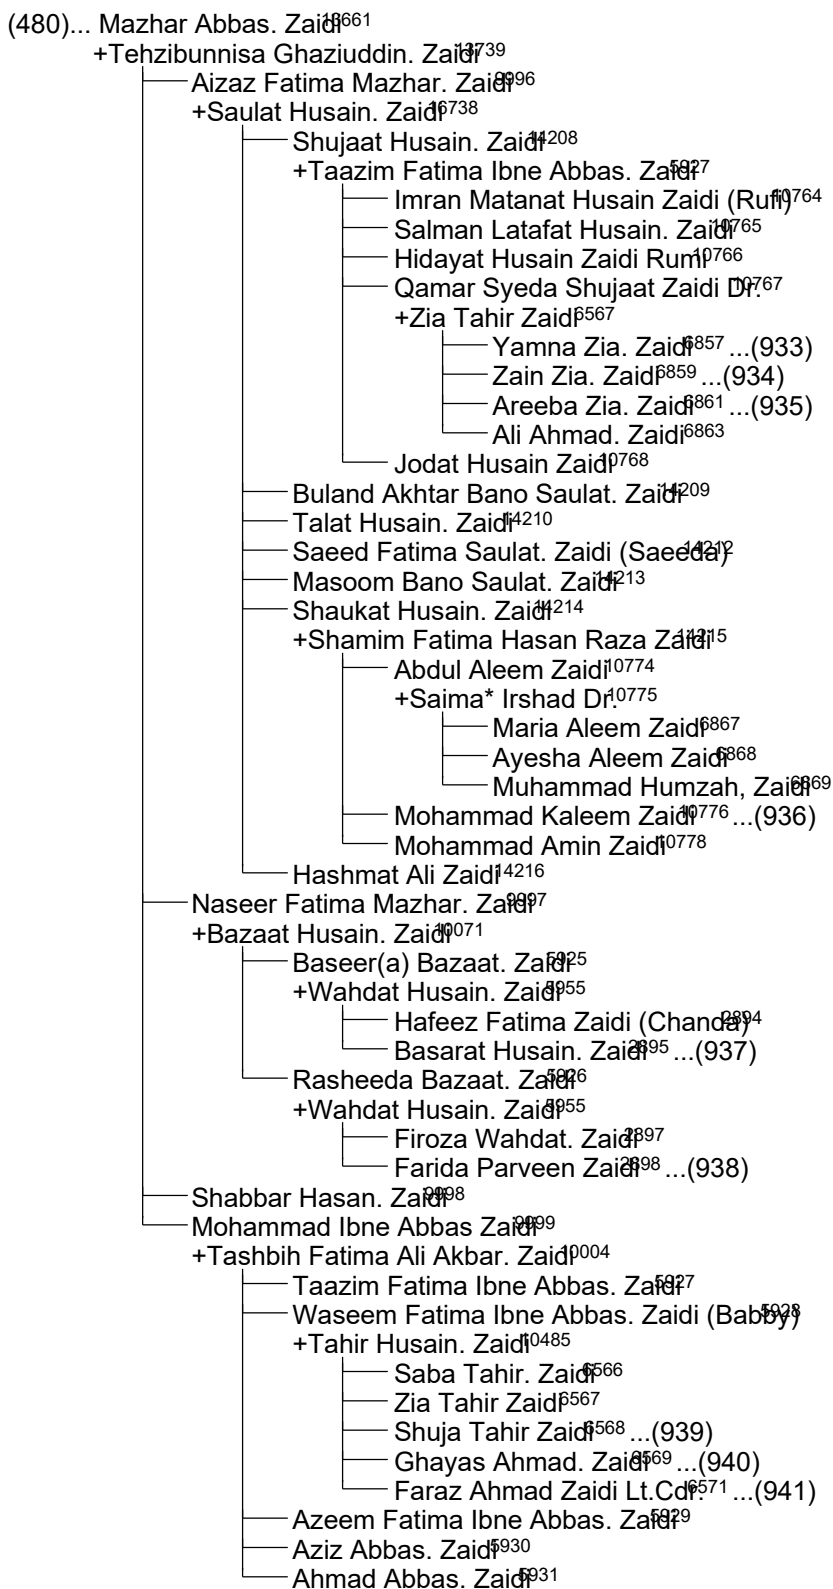 (480)... Mazhar Abbas. Zaidi13661
+Tehzibunnisa Ghaziuddin. Zaidi13739
Aizaz Fatima Mazhar. Zaidi9996
+Saulat Husain. Zaidi16738
Shujaat Husain. Zaidi14208
+Taazim Fatima Ibne Abbas. Zaidi5927
Imran Matanat Husain Zaidi (Rufi)10764
Salman Latafat Husain. Zaidi10765
Hidayat Husain Zaidi Rumi10766
Qamar Syeda Shujaat Zaidi Dr.10767
+Zia Tahir Zaidi6567
Yamna Zia. Zaidi6857 ...(933)
Zain Zia. Zaidi6859 ...(934)
Areeba Zia. Zaidi6861 ...(935)
Ali Ahmad. Zaidi6863
Jodat Husain Zaidi10768
Buland Akhtar Bano Saulat. Zaidi14209
Talat Husain. Zaidi14210
Saeed Fatima Saulat. Zaidi (Saeeda)14212
Masoom Bano Saulat. Zaidi14213
Shaukat Husain. Zaidi14214
+Shamim Fatima Hasan Raza Zaidi14215
Abdul Aleem Zaidi10774
+Saima* Irshad Dr.10775
Maria Aleem Zaidi6867
Ayesha Aleem Zaidi6868
Muhammad Humzah, Zaidi6869
Mohammad Kaleem Zaidi10776 ...(936)
Mohammad Amin Zaidi10778
Hashmat Ali Zaidi14216
Naseer Fatima Mazhar. Zaidi9997
+Bazaat Husain. Zaidi10071
Baseer(a) Bazaat. Zaidi5925
+Wahdat Husain. Zaidi5955
Hafeez Fatima Zaidi (Chanda)2894
Basarat Husain. Zaidi2895 ...(937)
Rasheeda Bazaat. Zaidi5926
+Wahdat Husain. Zaidi5955
Firoza Wahdat. Zaidi2897
Farida Parveen Zaidi2898 ...(938)
Shabbar Hasan. Zaidi9998
Mohammad Ibne Abbas Zaidi9999
+Tashbih Fatima Ali Akbar. Zaidi10004
Taazim Fatima Ibne Abbas. Zaidi5927
Waseem Fatima Ibne Abbas. Zaidi (Babby)5928
+Tahir Husain. Zaidi10485
Saba Tahir. Zaidi6566
Zia Tahir Zaidi6567
Shuja Tahir Zaidi6568 ...(939)
Ghayas Ahmad. Zaidi6569 ...(940)
Faraz Ahmad Zaidi Lt.Cdr.6571 ...(941)
Azeem Fatima Ibne Abbas. Zaidi5929
Aziz Abbas. Zaidi5930
Ahmad Abbas. Zaidi5931